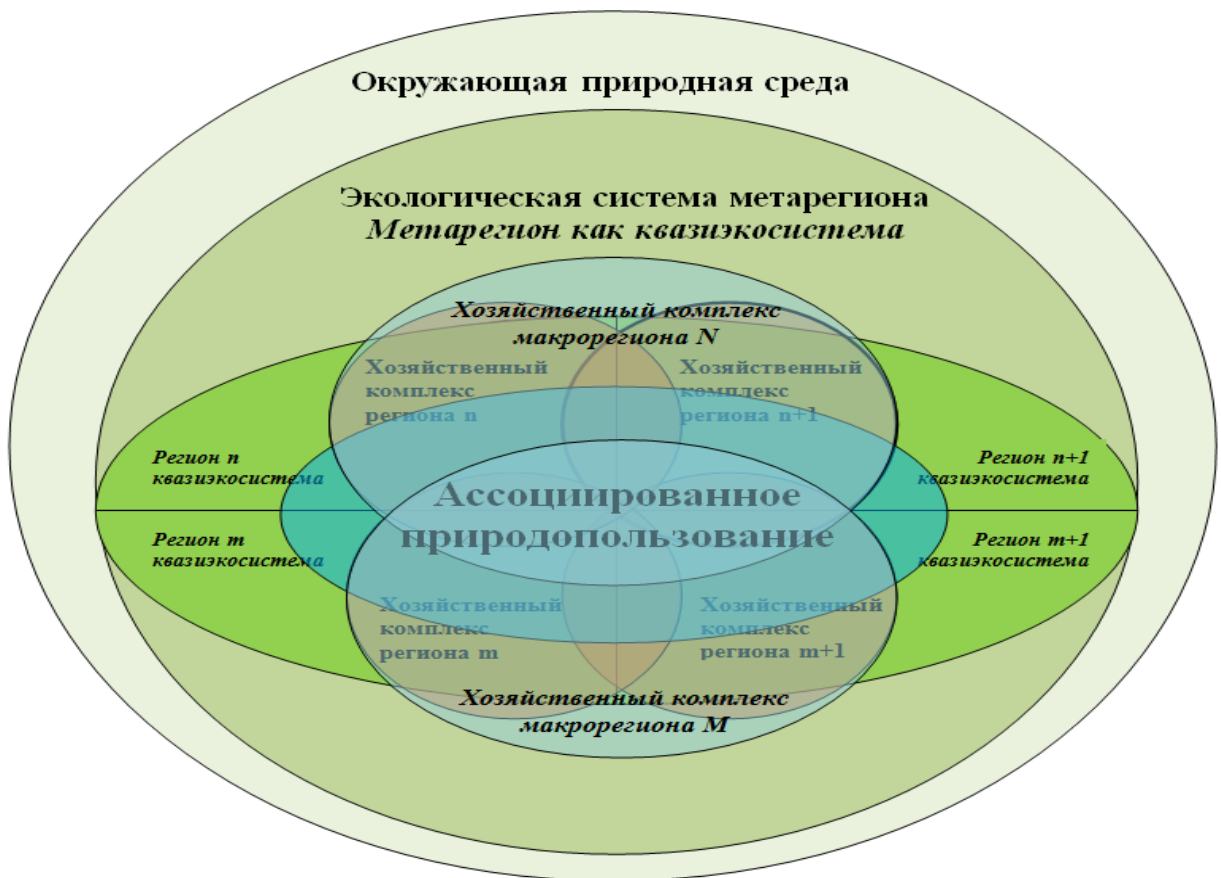 Окружающая природная среда
Экологическая система метарегиона
Метарегион как квазиэкосистема
Хозяйственный комплекс
макрорегиона N
Хозяйственный
комплекс
региона n
Хозяйственный
комплекс
региона n+1
Регион n
квазиэкосистема
Регион n+1
квазиэкосистема
Ассоциированное
природопользование
Регион m
квазиэкосистема
Регион m+1
квазиэкосистема
Хозяйственный
комплекс
региона m
Хозяйственный
комплекс
региона m+1
Хозяйственный комплекс
макрорегиона M